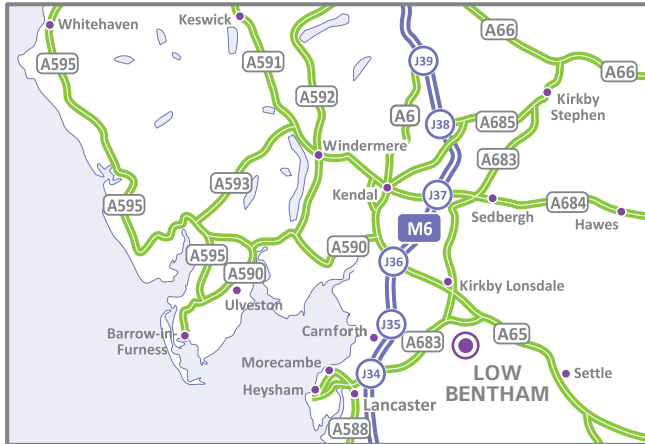 Whitehaven
Keswick
A66
A595
A591
J39
A66
A592
Kirkby
Stephen
A6
J38
A685
Windermere
A683
A593
Kendal
J37
A595
Sedbergh
A684
Hawes
M6
A590
A595
J36
A590
Kirkby Lonsdale
Ulveston
Barrow-in-
Furness
Carnforth
J35
A683
A65
Morecambe
LOW
BENTHAM
J34
Settle
Heysham
Lancaster
A588